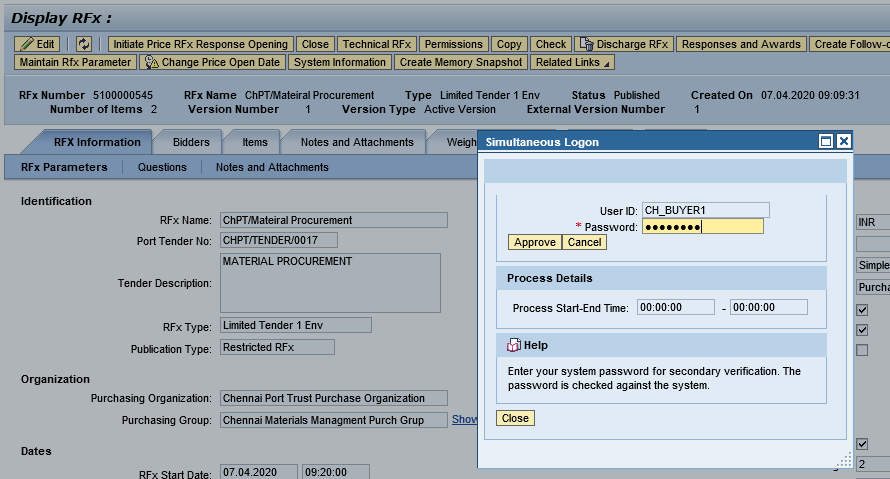 Display RFx :
Edit Initiate Price RFx Response Opening Close Technical RFx Permissions Copy Check Discharge RFx Responses and Awards Create Follow-
Maintain Rfx Parameter Change Price Open Date System Information Create Memory Snapshot Related Links
RFx Number 5100000545 RFx Name ChPT/Mateiral Procurement Type Limited Tender 1 Env Status Published Created On 07.04.2020 09:09:31
Number of Items 2 Version Number 1 Version Type Active Version External Version Number 1
RFX Information Bidders Items Notes and Attachments Weigh
Simultaneous Logon
RFx Parameters Questions Notes and Attachments
Identification
RFx Name: ChPT/Mateiral Procurement
User ID: CH_BUYER1
INR
* Password: ●●●●●●●●
Port Tender No: CHPT/TENDER/0017
Approve Cancel
Tender Description: MATERIAL PROCUREMENT
Simple
Process Details
Purcha
Process Start-End Time: 00:00:00 - 00:00:00
RFx Type: Limited Tender 1 Env
Publication Type: Restricted RFx
Help
Enter your system password for secondary verification. The
password is checked against the system.
Organization
Purchasing Organization: Chennai Port Trust Purchase Organization
Purchasing Group: Chennai Materials Managment Purch Grup Show
Close
Dates
2
RFx Start Date: 07.04.2020 09:20:00